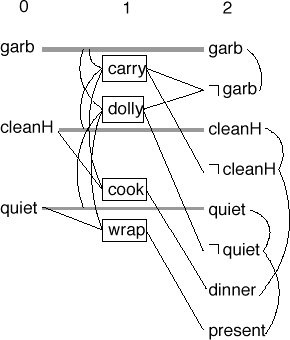 0 1 2
garb garb
carry
¬ garb
dolly
cleanH cleanH
¬ cleanH
cook
quiet quiet
wrap
¬ quiet
dinner
present